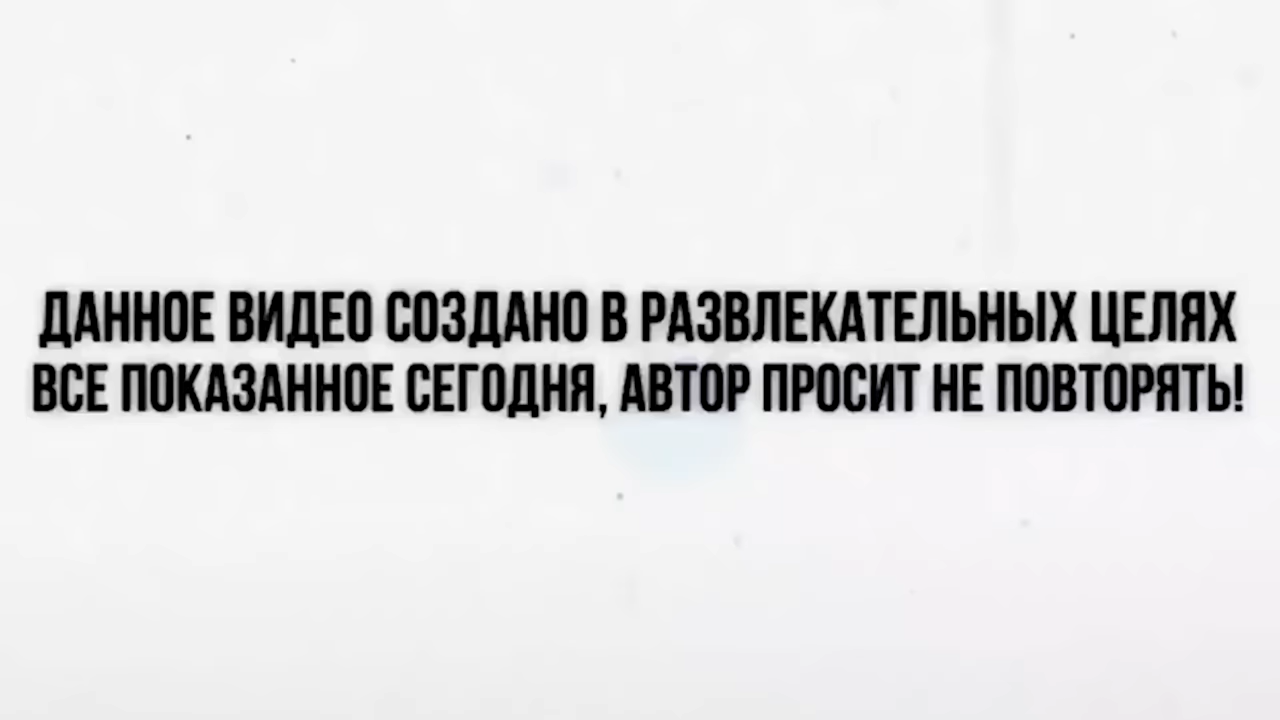 ДАННОЕ ВИДЕО СОЗДАНО В РАЗВЛЕКАТЕЛЬНЫХ ЦЕЛЯХ
ВСЕ ПОКАЗАННОЕ СЕГОДНЯ, АВТОР ПРОСИТ НЕ ПОВТОРЯТЬ!